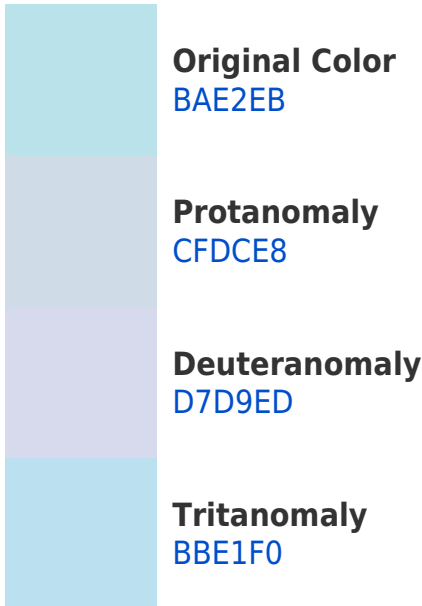 Original Color
BAE2EB
Protanomaly
CFDCE8
Deuteranomaly
D7D9ED
Tritanomaly
BBE1F0